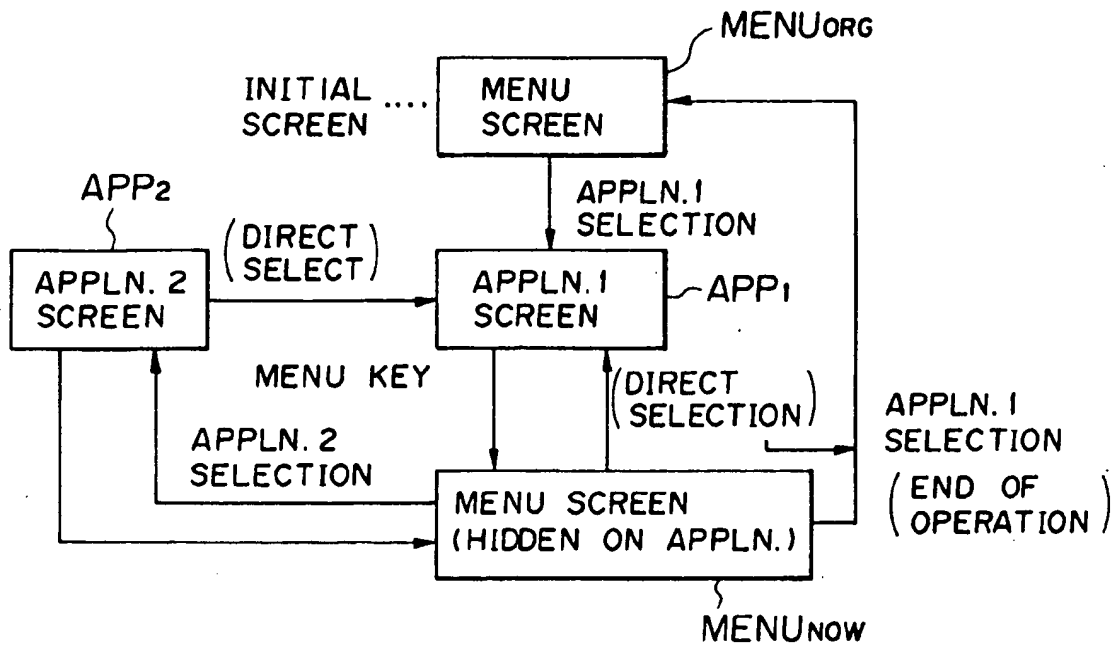 MENUORG
INITIAL
SCREEN ....
MENU
SCREEN
APP2
APPLN.1
SELECTION
(DIRECT
SELECT)
APPLN. 2
SCREEN
APPLN.1
SCREEN
APP1
MENU KEY
(DIRECT
SELECTION)
APPLN. 2
SELECTION
APPLN.1
SELECTION
(END OF
OPERATION)
MENU SCREEN
(HIDDEN ON APPLN.)
MENUNOW